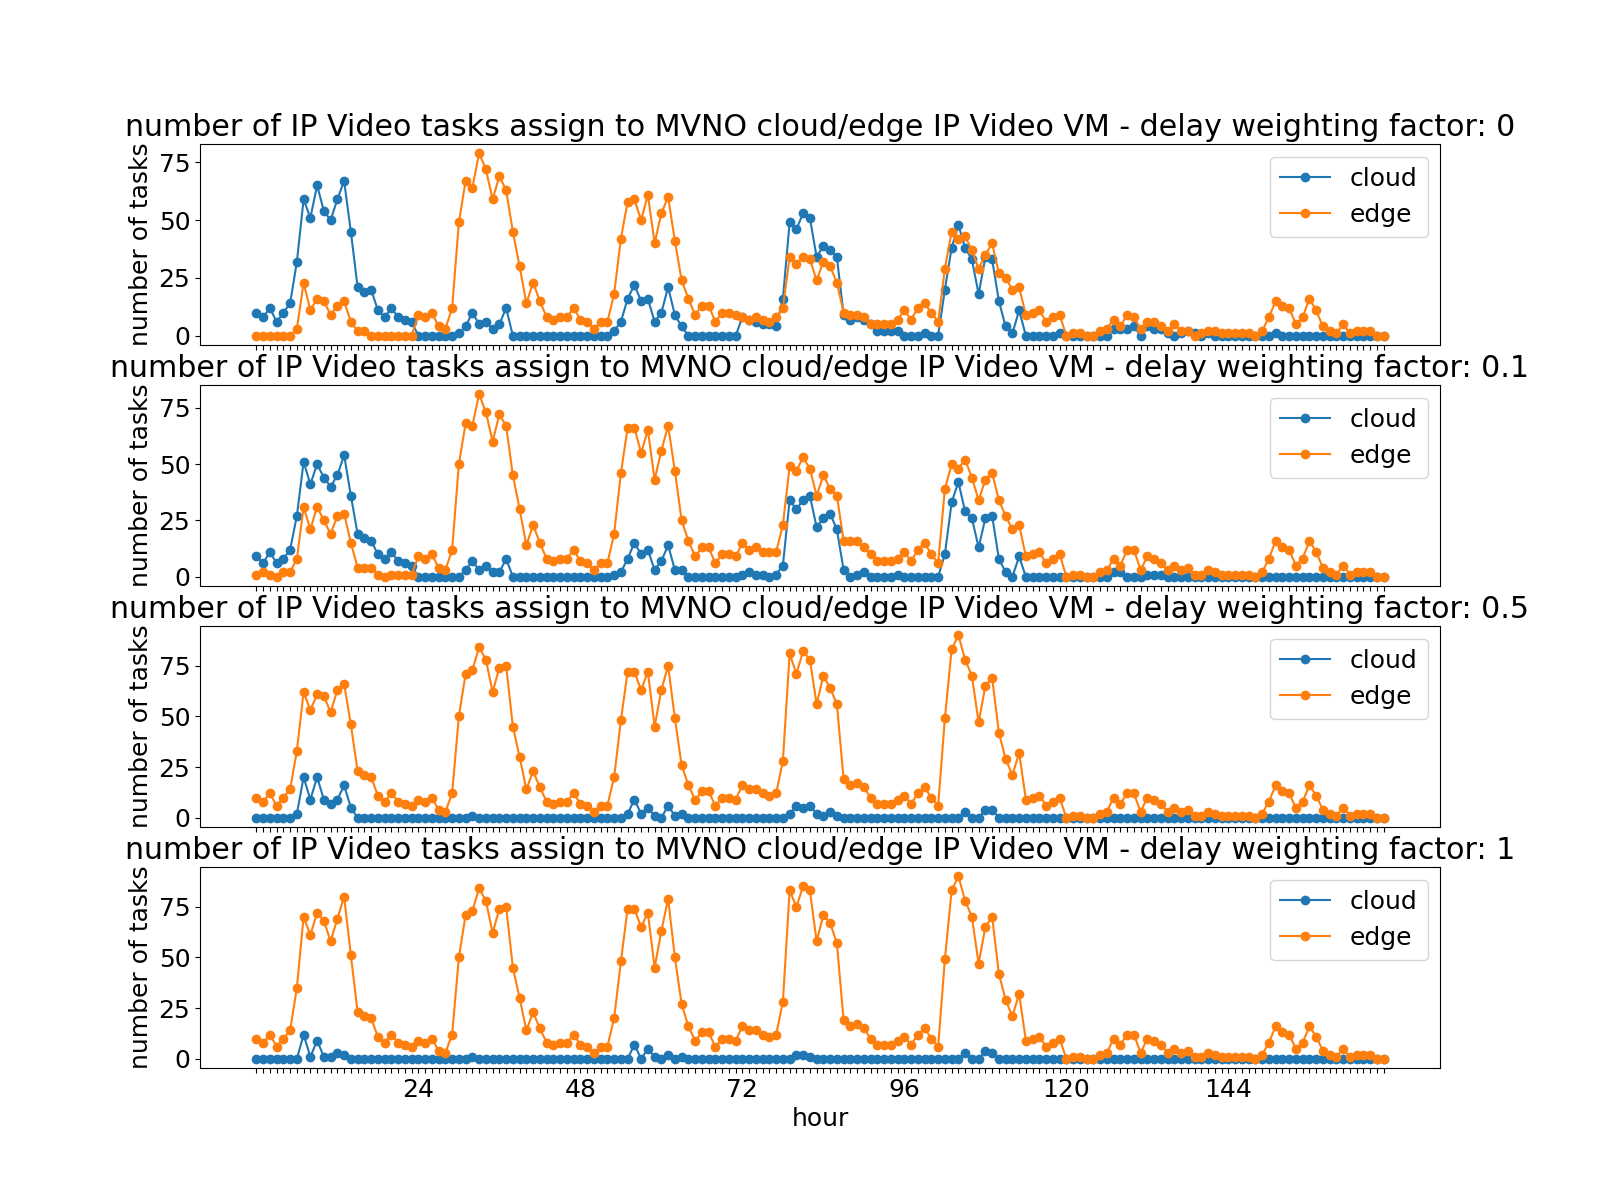 number of IP Video tasks assign to MVNO cloud/edge IP Video VM - delay weighting factor: 0
number of tasks
75
50
25
0
cloud
edge
number of IP Video tasks assign to MVNO cloud/edge IP Video VM - delay weighting factor: 0.1
number of tasks
75
50
25
0
cloud
edge
number of IP Video tasks assign to MVNO cloud/edge IP Video VM - delay weighting factor: 0.5
number of tasks
75
50
25
0
cloud
edge
number of IP Video tasks assign to MVNO cloud/edge IP Video VM - delay weighting factor: 1
number of tasks
75
50
25
0
cloud
edge
24 48 72 96 120 144
hour